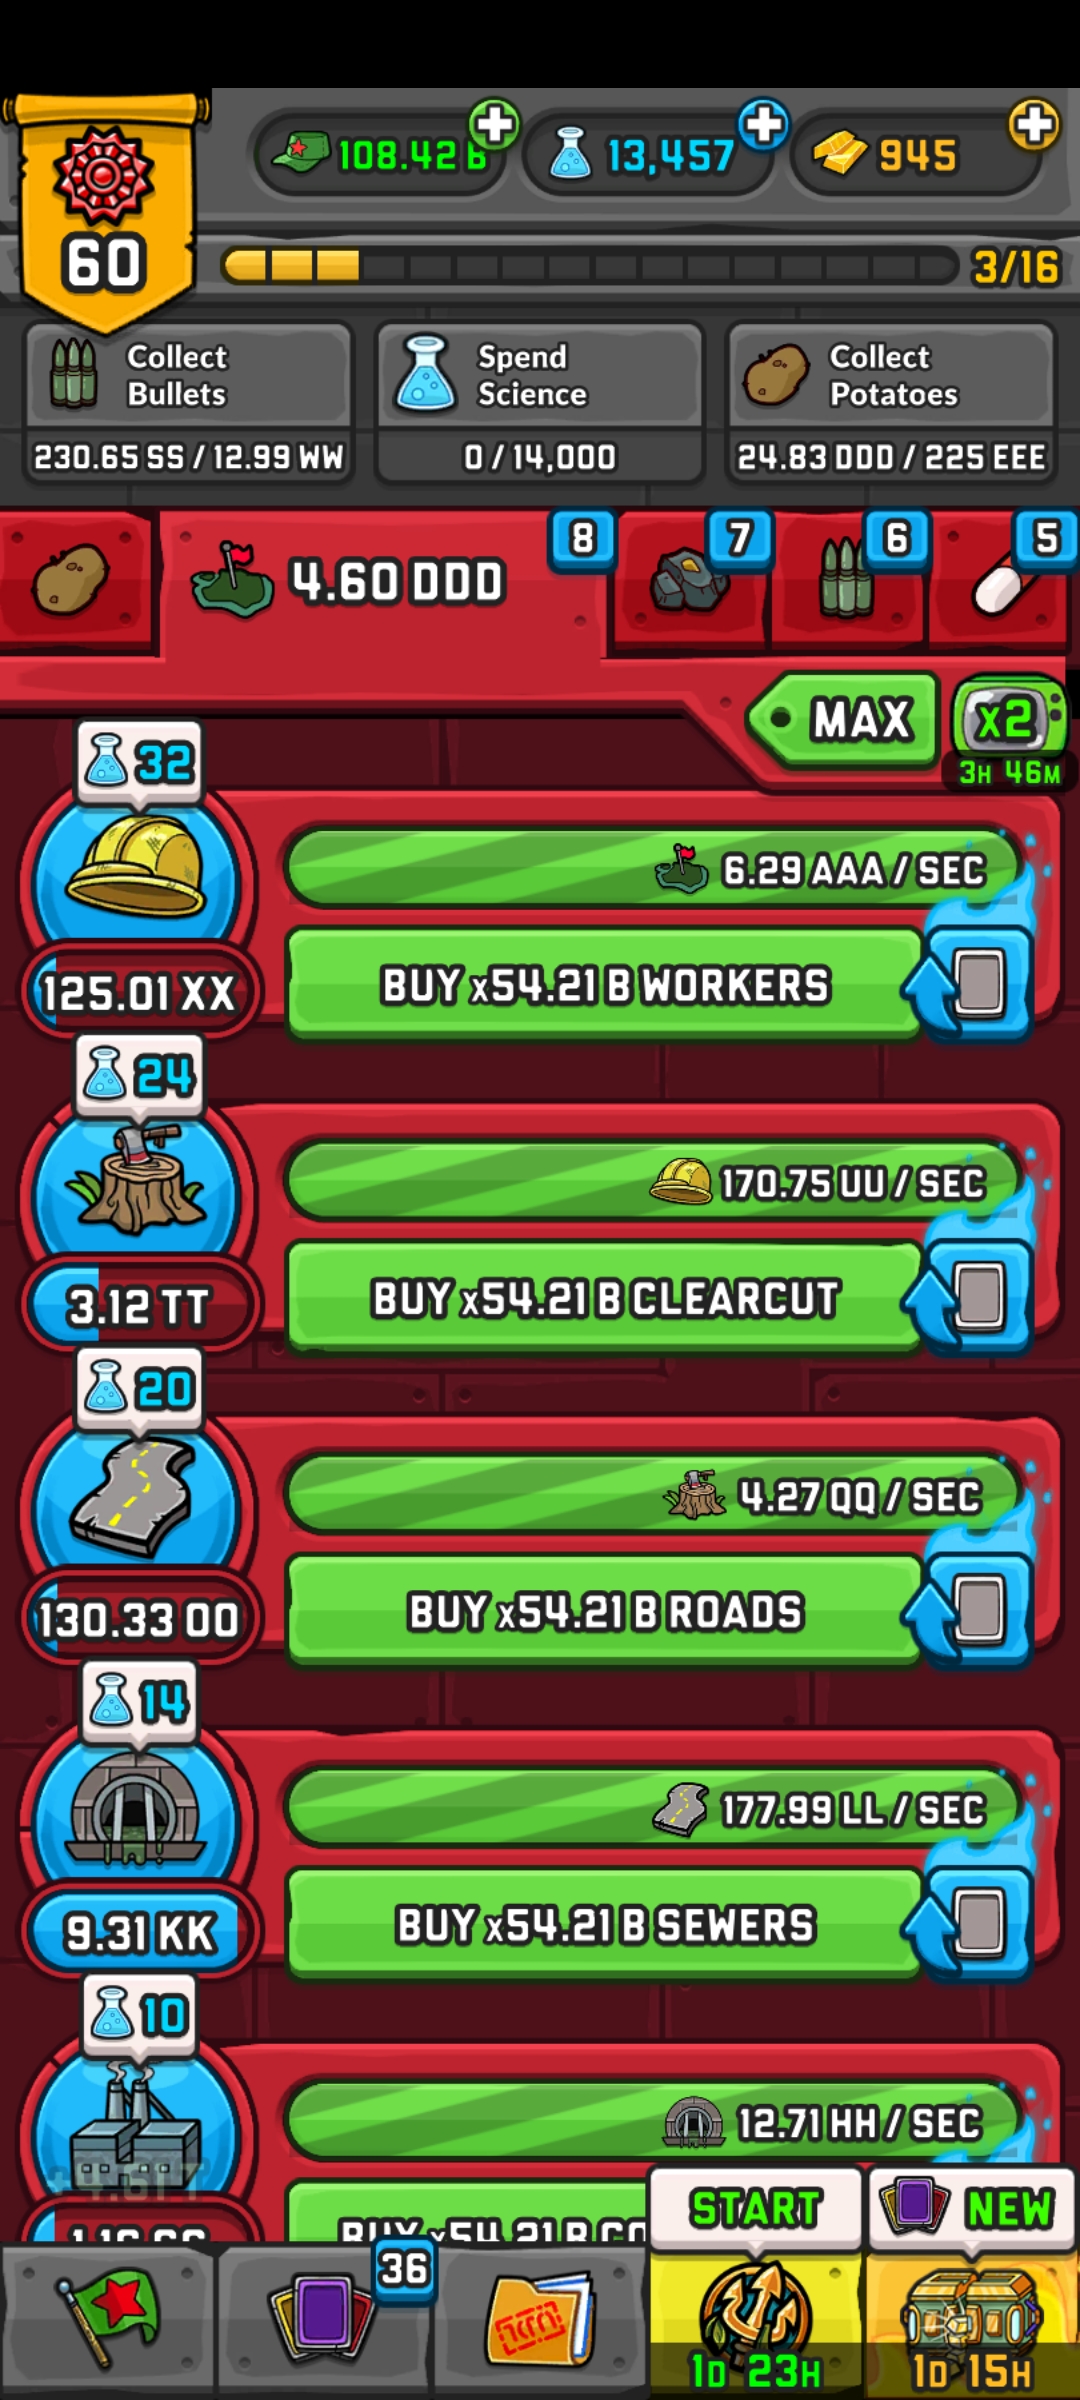 108.42 B
13,457
945
60
3/16
Collect
Bullets
230.65 SS / 12.99 WW
Spend
Science
0 / 14,000
Collect
Potatoes
24.83 DDD / 225 EEE
4.60 DDD
8
7
6
5
MAX
x2
3H 46M
32
6.29 AAA / SEC
125.01 XX
BUY x54.21 B WORKERS
24
170.75 UU / SEC
3.12 TT
BUY x54.21 B CLEARCUT
20
4.27 QQ / SEC
130.33 OO
BUY x54.21 B ROADS
14
177.99 LL / SEC
9.31 KK
BUY x54.21 B SEWERS
10
12.71 HH / SEC
BUY x54.21 B CO
START
NEW
36
1D 23H
1D 15H